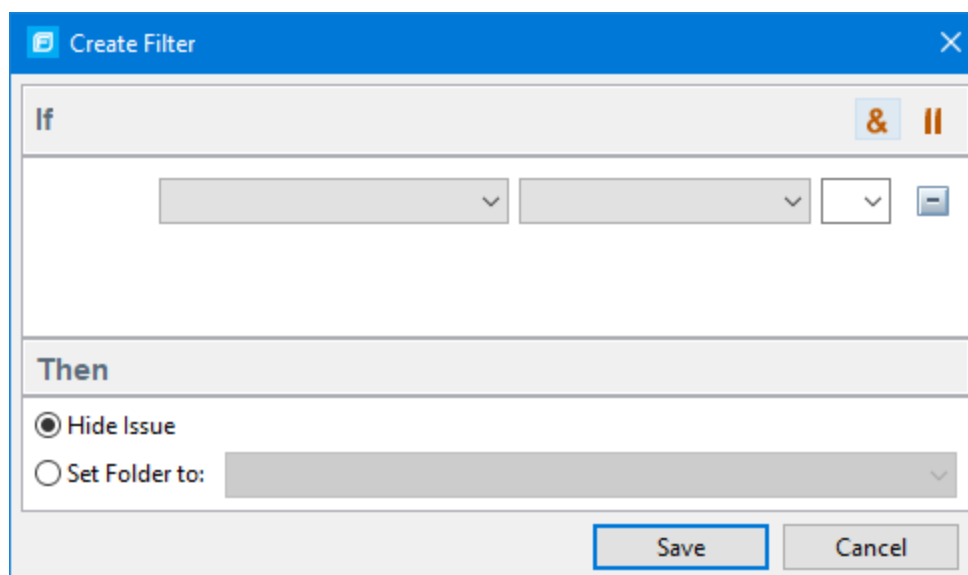 Create Filter
If & ||
Then
Hide Issue
Set Folder to:
Save Cancel